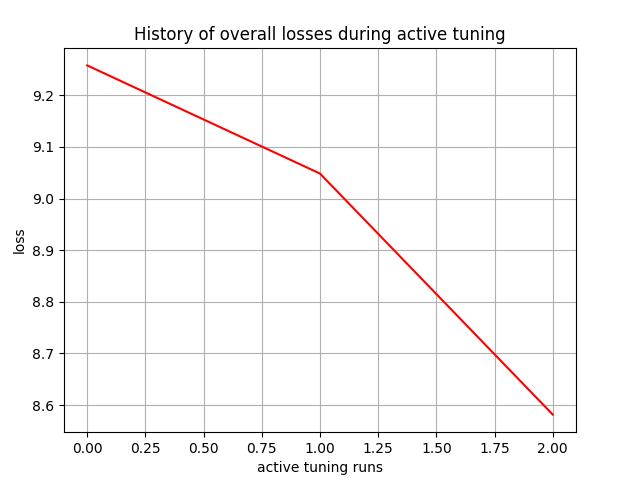 History of overall losses during active tuning
9.2
9.1
9.0
8.9
8.8
8.7
8.6
loss
0.00 0.25 0.50 0.75 1.00 1.25 1.50 1.75 2.00
active tuning runs